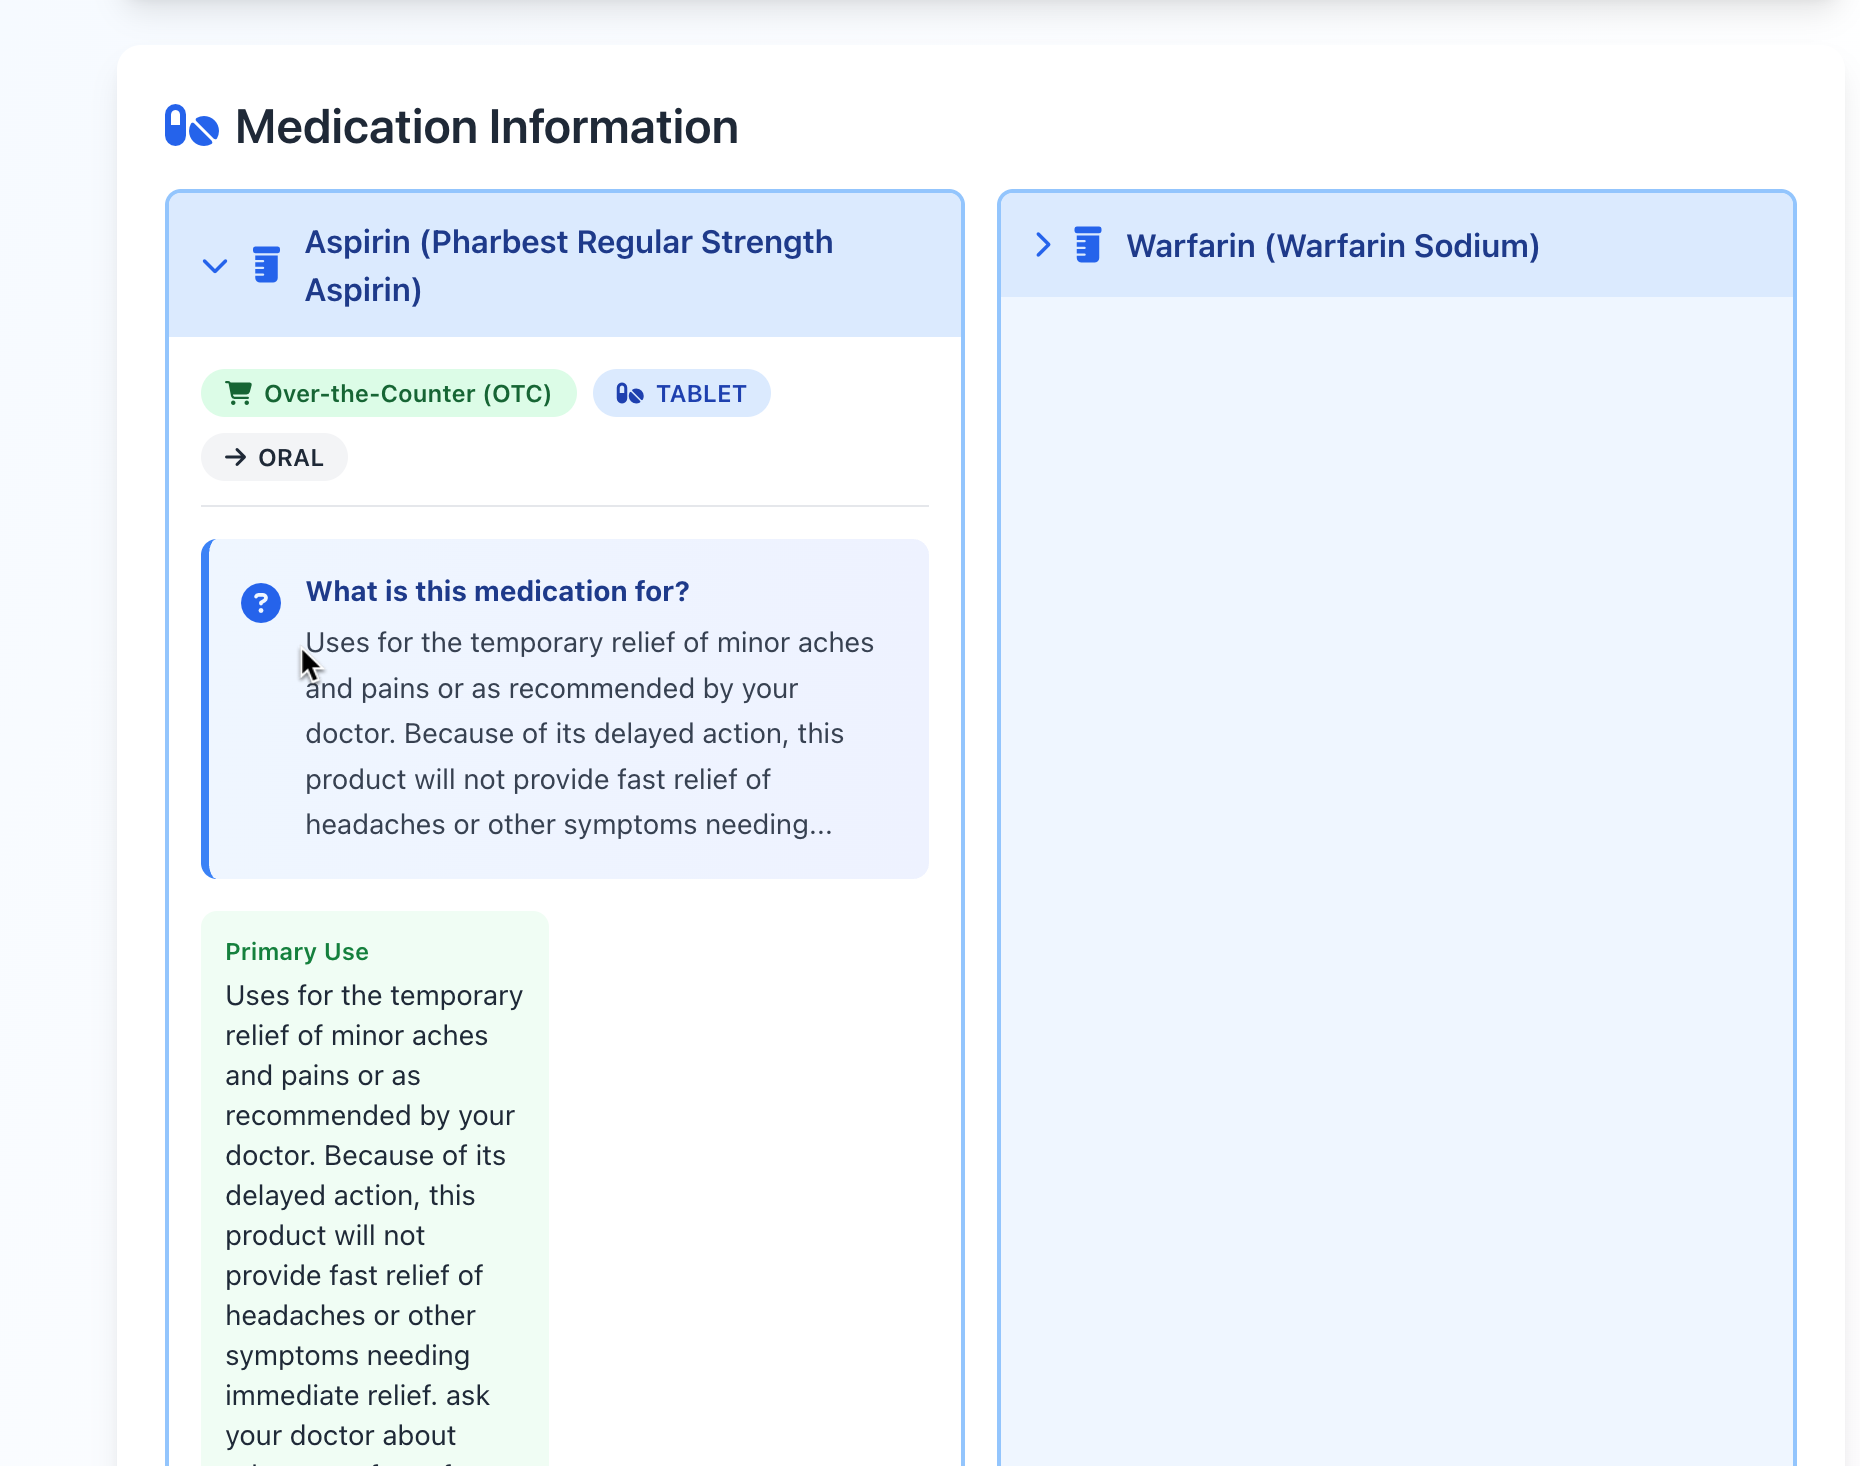 Medication Information
Aspirin (Pharbest Regular Strength
Aspirin)
Over-the-Counter (OTC)
TABLET
ORAL
What is this medication for?
Uses for the temporary relief of minor aches
and pains or as recommended by your
doctor. Because of its delayed action, this
product will not provide fast relief of
headaches or other symptoms needing...
Primary Use
Uses for the temporary
relief of minor aches
and pains or as
recommended by your
doctor. Because of its
delayed action, this
product will not
provide fast relief of
headaches or other
symptoms needing
immediate relief. ask
your doctor about
Warfarin (Warfarin Sodium)